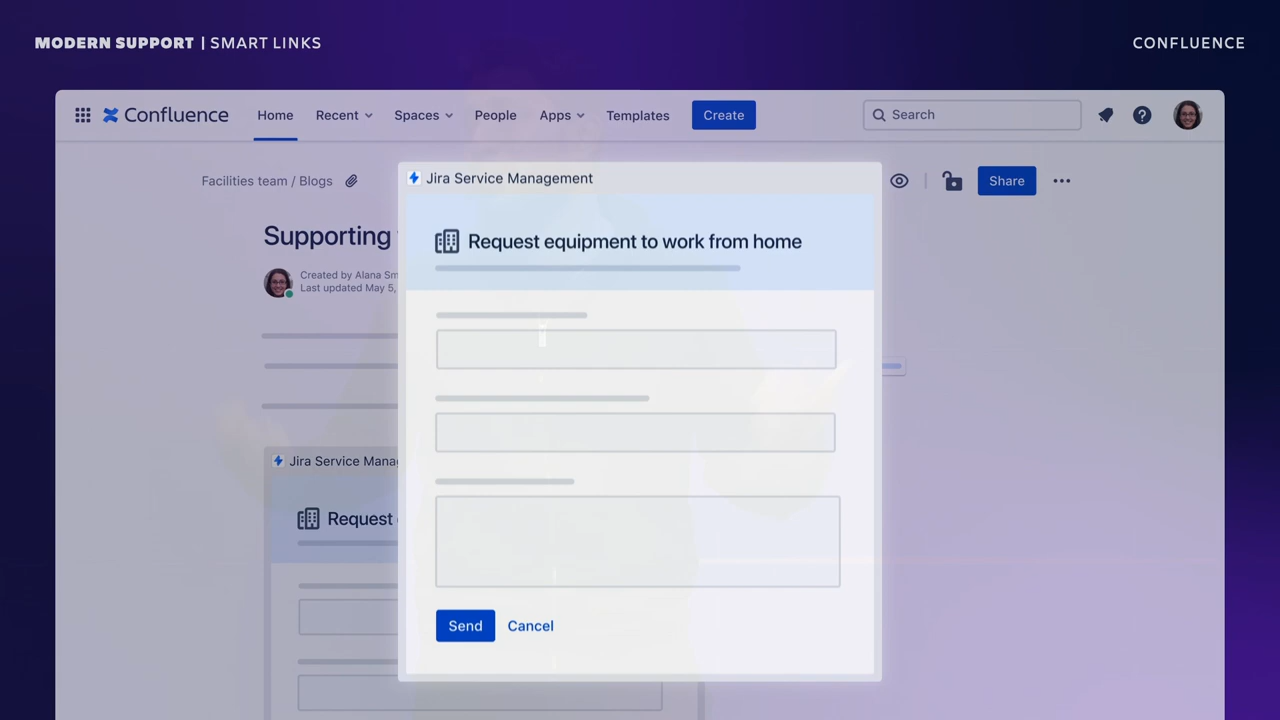 MODERN SUPPORT | SMART LINKS
CONFLUENCE
Confluence Home Recent Spaces People Apps Templates Create Search
Facilities team / Blogs
Share
Jira Service Management
Supporting
Request equipment to work from home
Created by Alana Sm
Last updated May 5,
Jira Service Mana
Request
Send Cancel